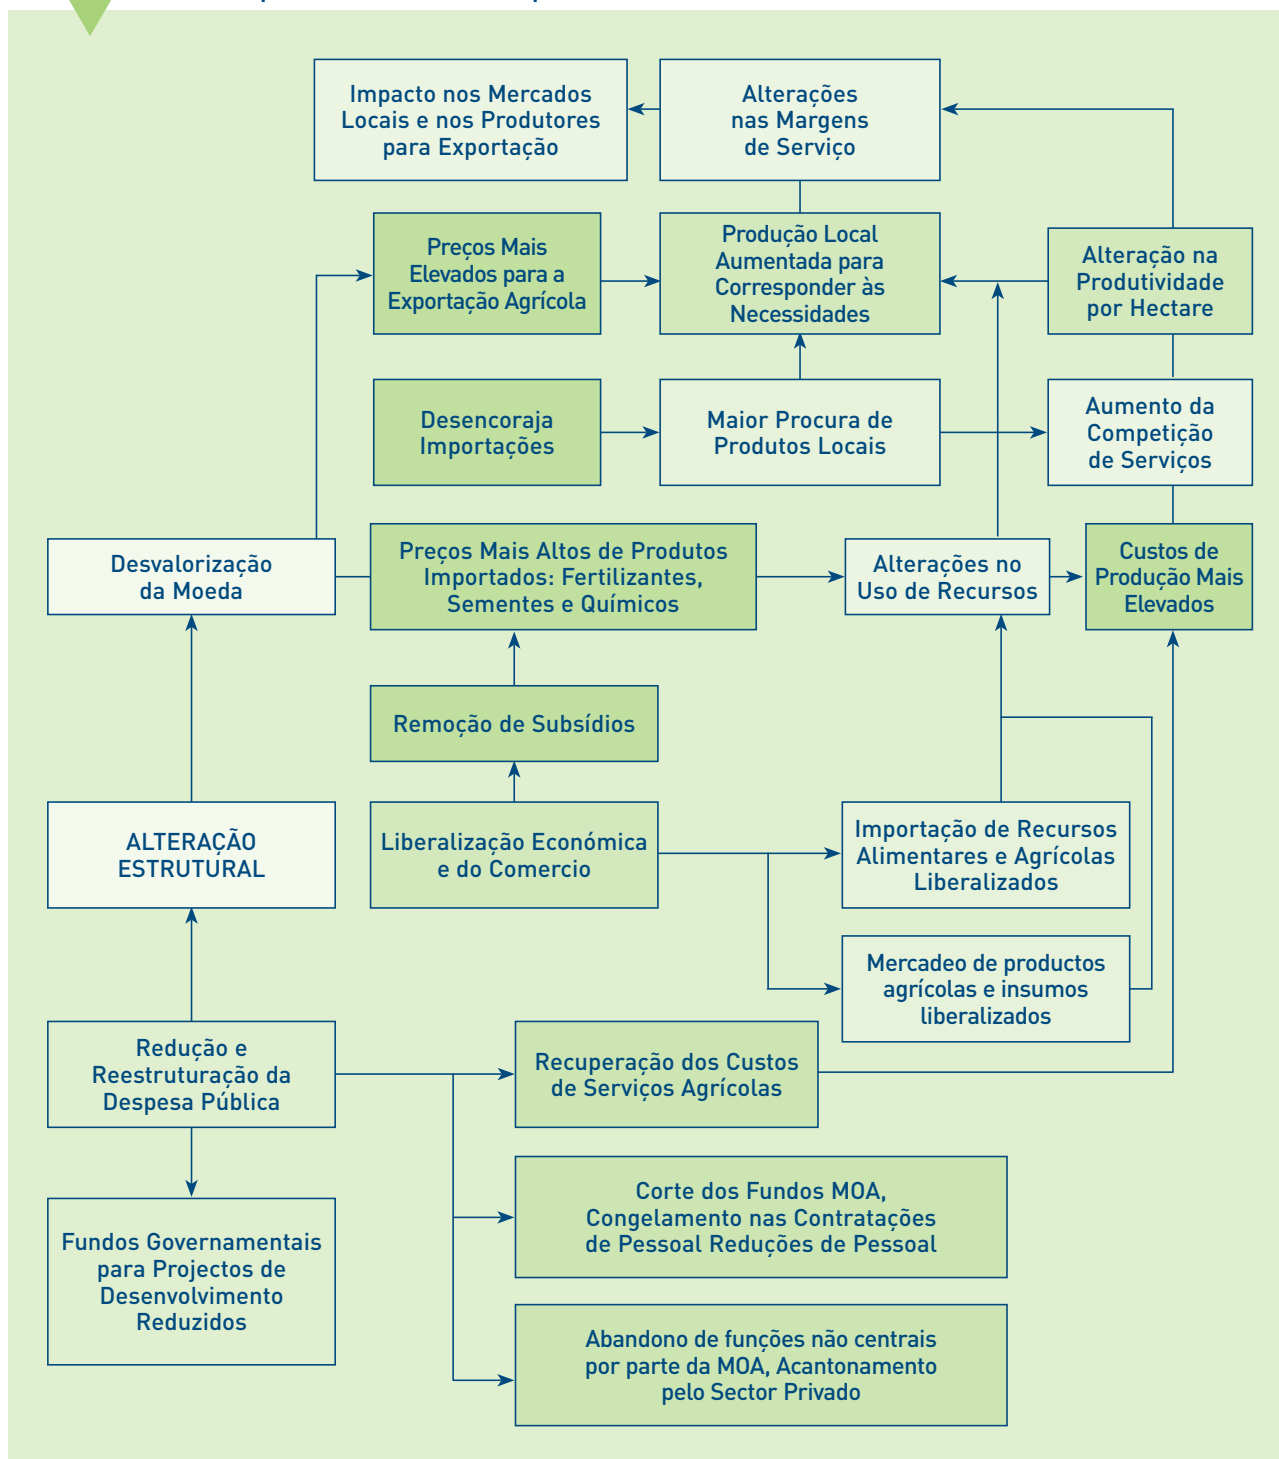 Impacto nos Mercados
Locais e nos Produtores
para Exportação
Alterações
nas Margens
de Serviço
Preços Mais
Elevados para a
Exportação Agrícola
Produção Local
Aumentada para
Corresponder às
Necessidades
Alteração na
Produtividade
por Hectare
Desencoraja
Importações
Maior Procura de
Produtos Locais
Aumento da
Competição
de Serviços
Desvalorização
da Moeda
Preços Mais Altos de Produtos
Importados: Fertilizantes,
Sementes e Químicos
Alterações no
Uso de Recursos
Custos de
Produção Mais
Elevados
Remoção de Subsídios
ALTERAÇÃO
ESTRUTURAL
Liberalização Económica
e do Comercio
Importação de Recursos
Alimentares e Agrícolas
Liberalizados
Mercadeo de productos
agrícolas e insumos
liberalizados
Redução e
Reestruturação da
Despesa Pública
Recuperação dos Custos
de Serviços Agrícolas
Corte dos Fundos MOA,
Congelamento nas Contratações
de Pessoal Reduções de Pessoal
Fundos Governamentais
para Projectos de
Desenvolvimento
Reduzidos
Abandono de funções não centrais
por parte da MOA, Acantonamento
pelo Sector Privado